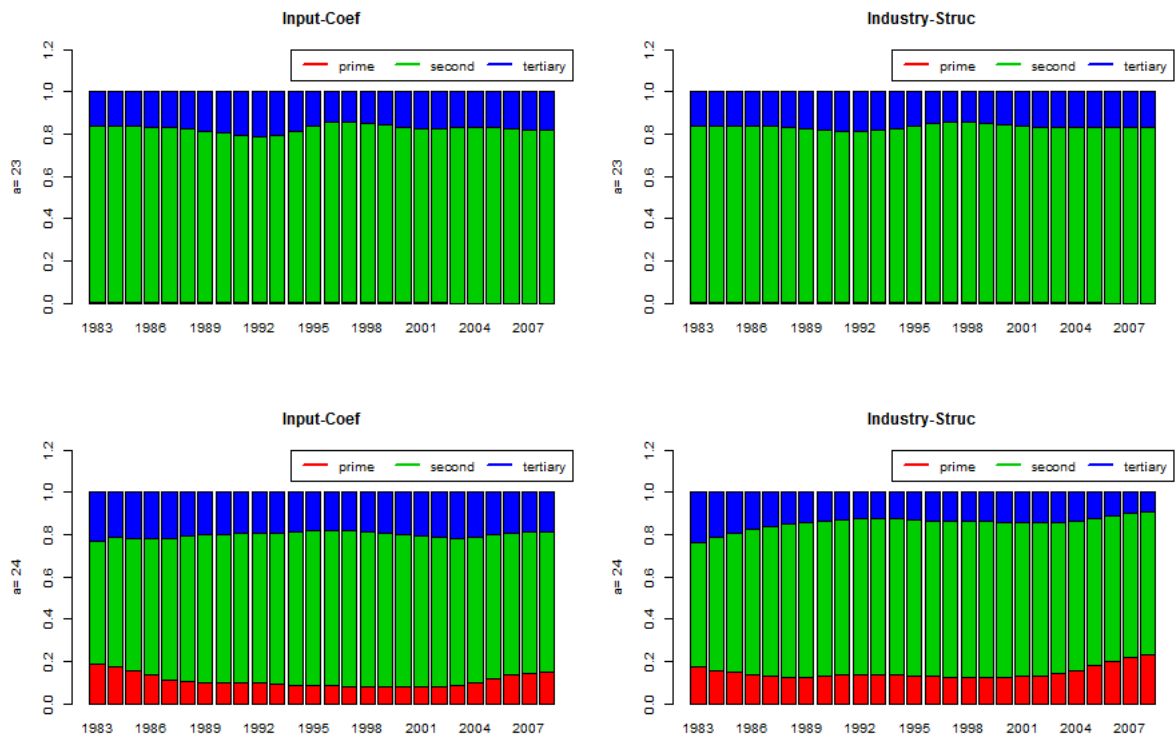 Input-Coef
prime second tertiary
a= 23
0.0 0.2 0.4 0.6 0.8 1.0 1.2
1983 1986 1989 1992 1995 1998 2001 2004 2007
Industry-Struc
prime second tertiary
a= 23
0.0 0.2 0.4 0.6 0.8 1.0 1.2
1983 1986 1989 1992 1995 1998 2001 2004 2007
Input-Coef
prime second tertiary
a= 24
0.0 0.2 0.4 0.6 0.8 1.0 1.2
1983 1986 1989 1992 1995 1998 2001 2004 2007
Industry-Struc
prime second tertiary
a= 24
0.0 0.2 0.4 0.6 0.8 1.0 1.2
1983 1986 1989 1992 1995 1998 2001 2004 2007